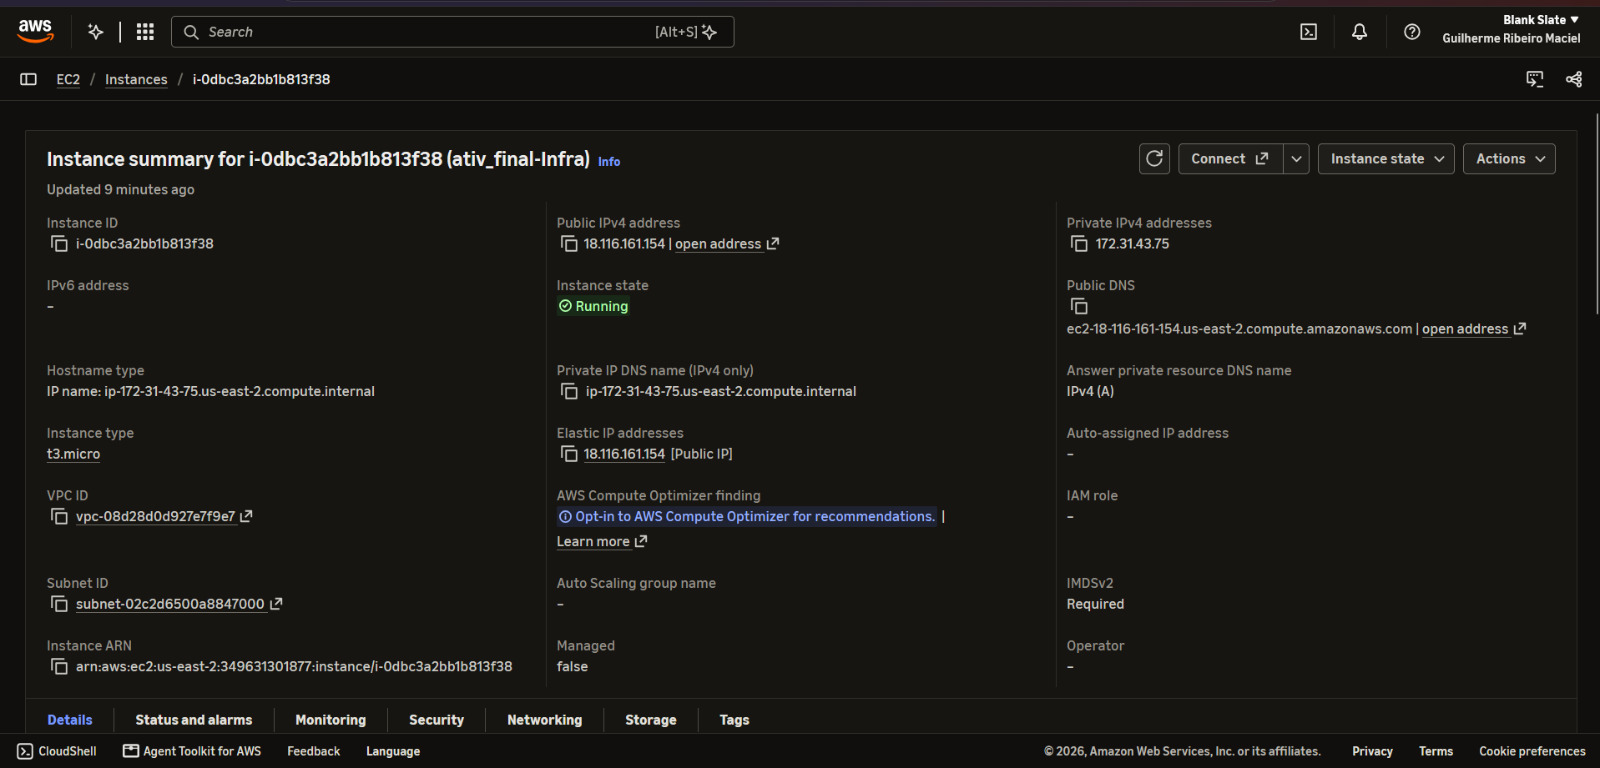 aws
Search
[Alt+S]
Blank Slate
Guilherme Ribeiro Maciel
EC2 / Instances / i-0dbc3a2bb1b813f38
Instance summary for i-0dbc3a2bb1b813f38 (ativ_final-Infra) Info
Updated 9 minutes ago
Connect
Instance state
Actions
Instance ID
i-0dbc3a2bb1b813f38
Public IPv4 address
18.116.161.154 | open address
Private IPv4 addresses
172.31.43.75
IPv6 address
–
Instance state
Running
Public DNS
ec2-18-116-161-154.us-east-2.compute.amazonaws.com | open address
Hostname type
IP name: ip-172-31-43-75.us-east-2.compute.internal
Private IP DNS name (IPv4 only)
ip-172-31-43-75.us-east-2.compute.internal
Answer private resource DNS name
IPv4 (A)
Instance type
t3.micro
Elastic IP addresses
18.116.161.154 [Public IP]
Auto-assigned IP address
–
VPC ID
vpc-08d28d0d927e7f9e7
AWS Compute Optimizer finding
Opt-in to AWS Compute Optimizer for recommendations. |
Learn more
IAM role
–
Subnet ID
subnet-02c2d6500a8847000
Auto Scaling group name
–
IMDSv2
Required
Instance ARN
arn:aws:ec2:us-east-2:349631301877:instance/i-0dbc3a2bb1b813f38
Managed
false
Operator
–
Details
Status and alarms
Monitoring
Security
Networking
Storage
Tags
CloudShell
Agent Toolkit for AWS
Feedback
Language
© 2026, Amazon Web Services, Inc. or its affiliates.
Privacy
Terms
Cookie preferences